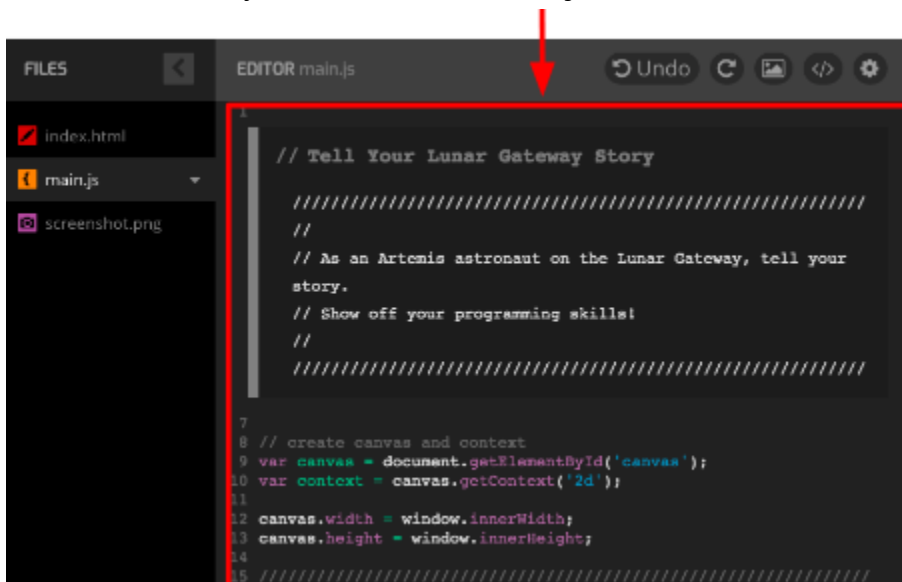 FILES
EDITOR main.js
Undo
index.html
main.js
screenshot.png
1
// Tell Your Lunar Gateway Story
////////////////////////////////////////////////////////////
//
// As an Artemis astronaut on the Lunar Gateway, tell your
story.
// Show off your programming skills!
//
////////////////////////////////////////////////////////////
7
8 // create canvas and context
9 var canvas = document.getElementById('canvas');
10 var context = canvas.getContext('2d');
11
12 canvas.width = window.innerWidth;
13 canvas.height = window.innerHeight;
14
15 ////////////////////////////////////////////////////////////////